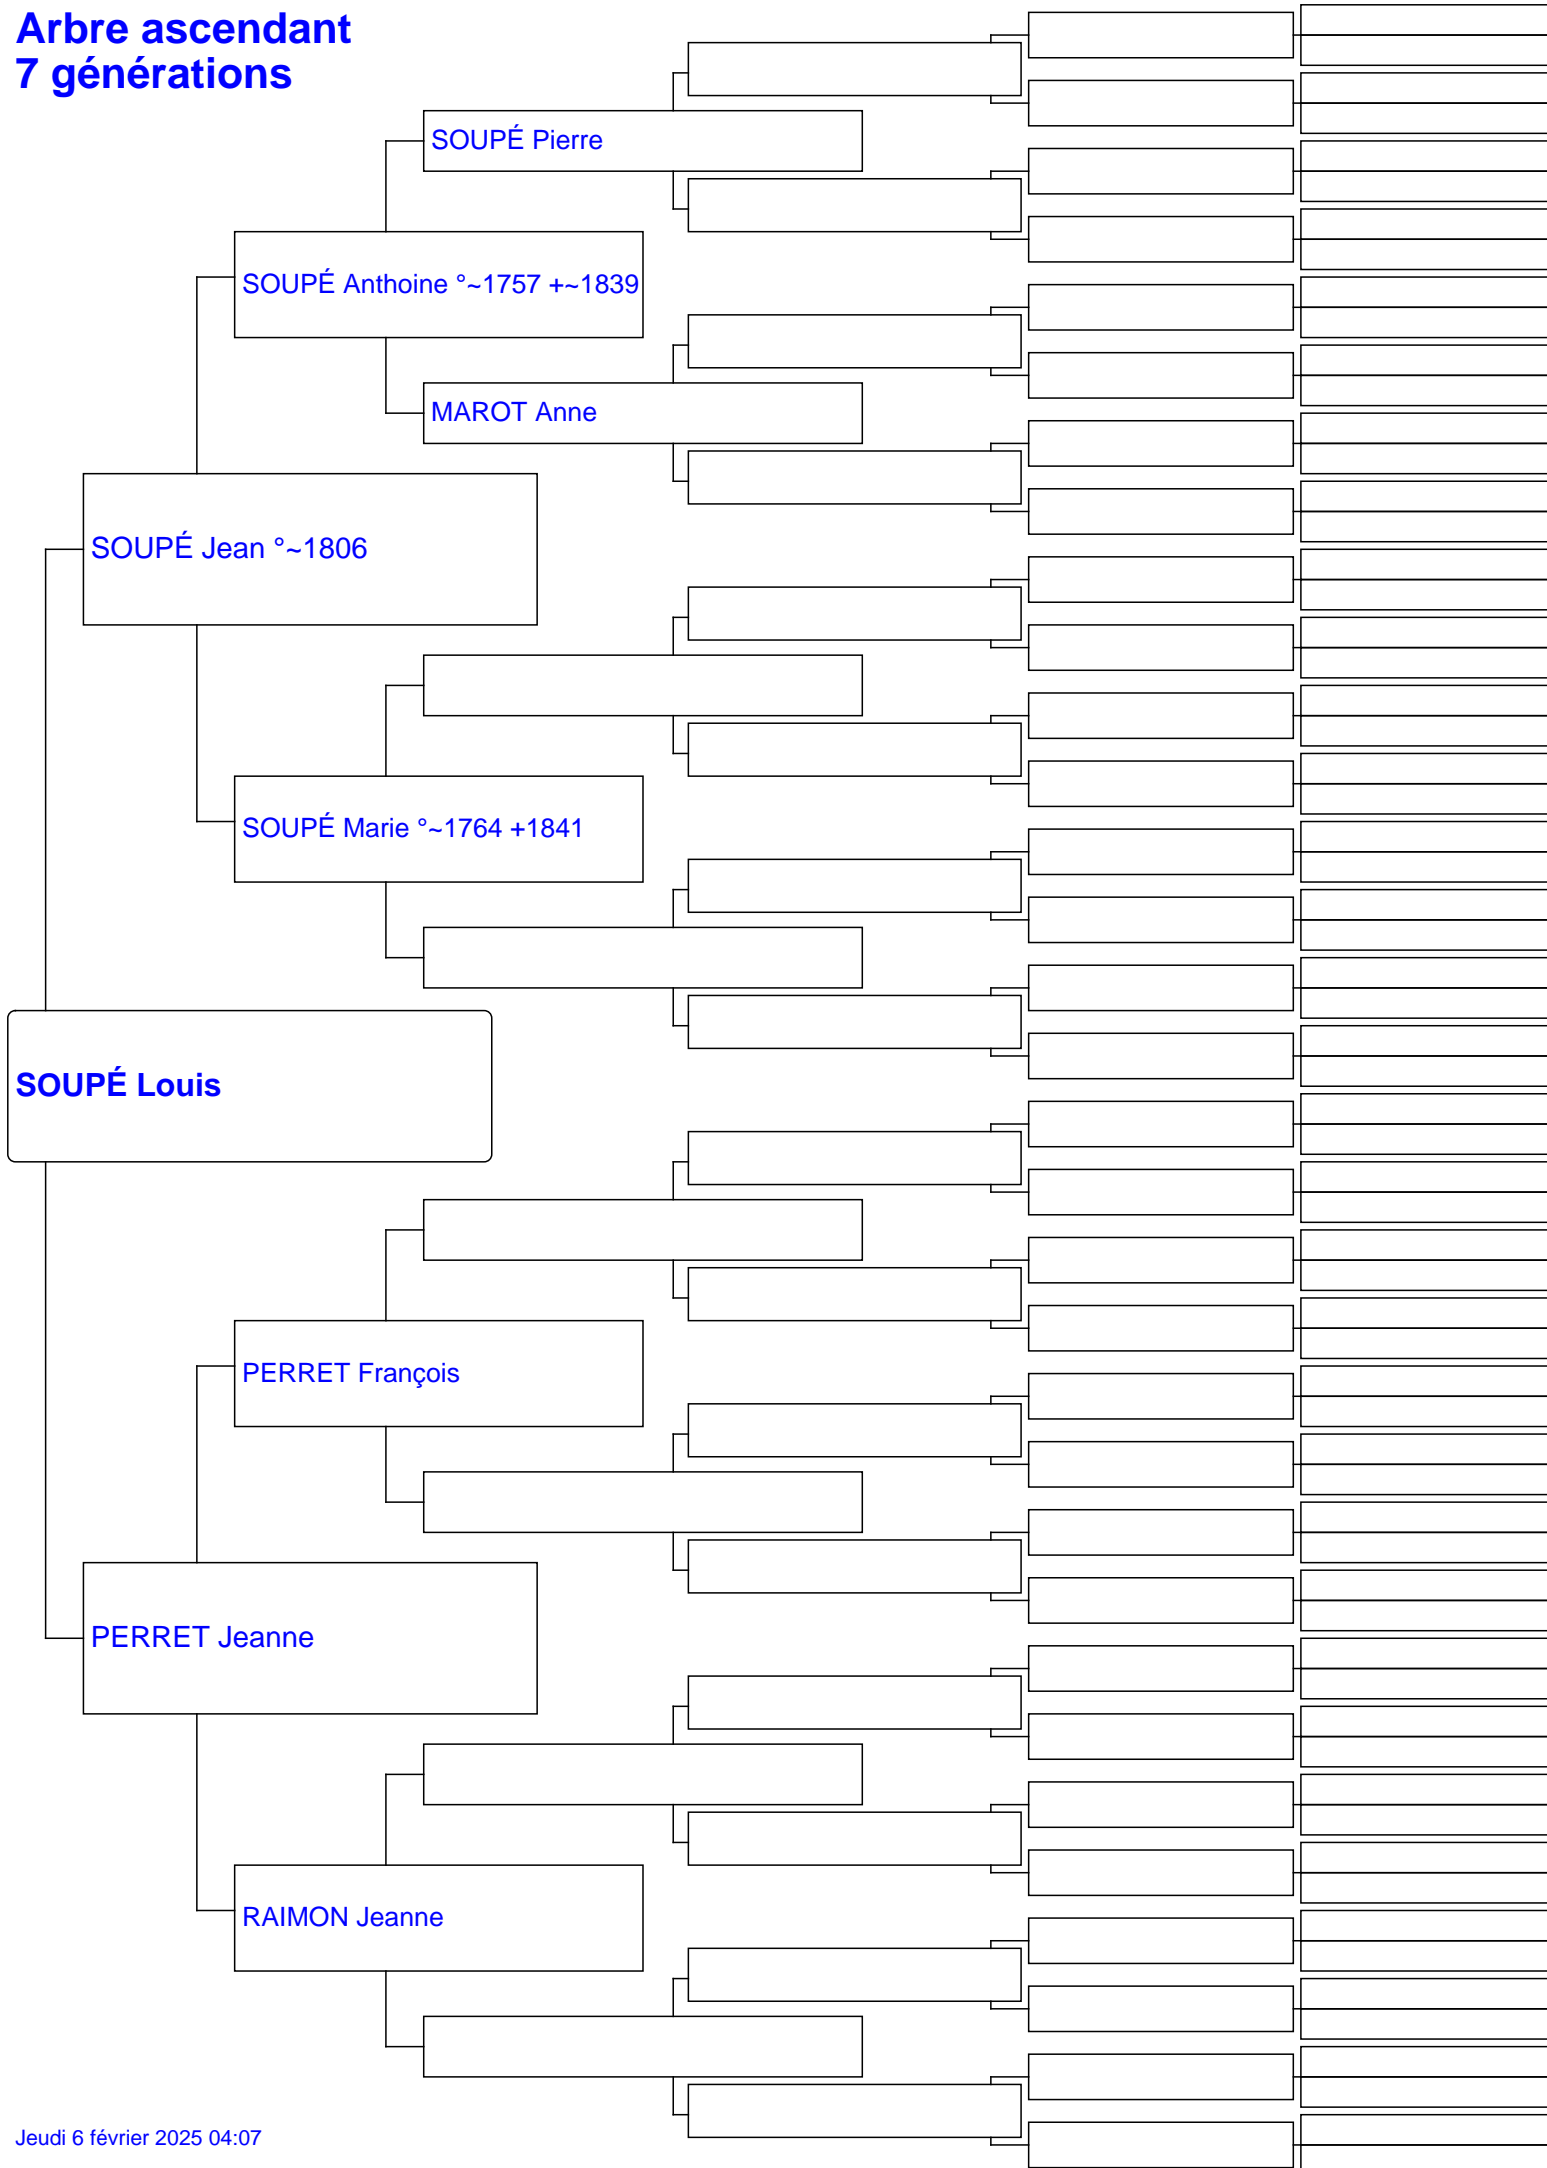 Arbre ascendant
7 générations
SOUPÉ Pierre
SOUPÉ Anthoine °~1757 +~1839
MAROT Anne
SOUPÉ Jean °~1806
SOUPÉ Marie °~1764 +1841
SOUPÉ Louis
PERRET François
PERRET Jeanne
RAIMON Jeanne
Jeudi 6 février 2025 04:07